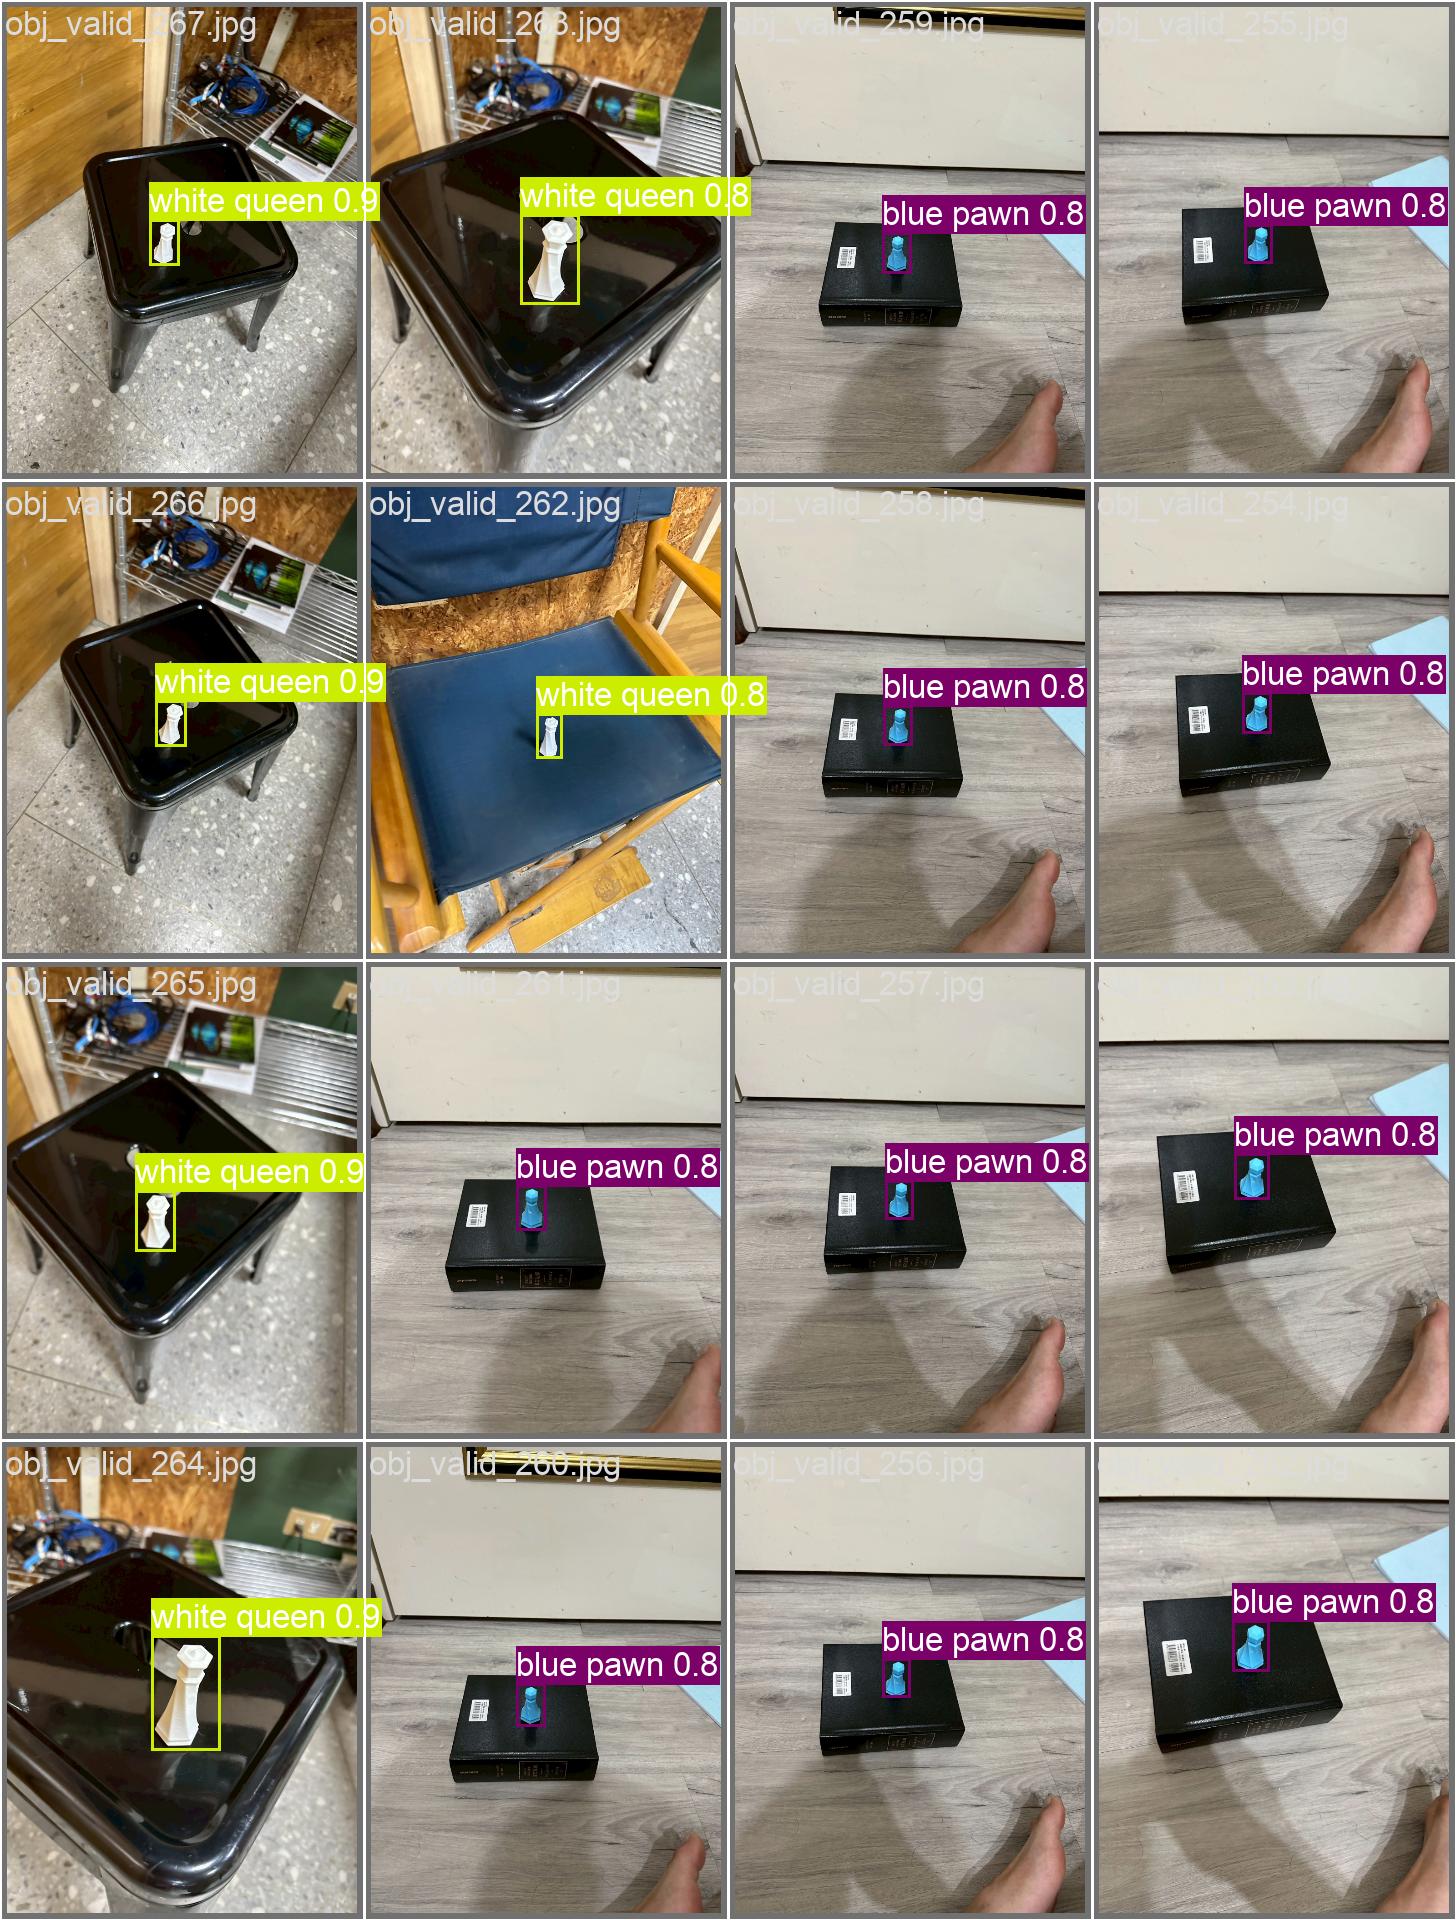 obj_valid_267.jpg
white queen 0.9
obj_valid_263.jpg
white queen 0.8
obj_valid_259.jpg
blue pawn 0.8
obj_valid_255.jpg
blue pawn 0.8
obj_valid_266.jpg
white queen 0.9
obj_valid_262.jpg
white queen 0.8
obj_valid_258.jpg
blue pawn 0.8
obj_valid_254.jpg
blue pawn 0.8
obj_valid_265.jpg
white queen 0.9
obj_valid_261.jpg
blue pawn 0.8
obj_valid_257.jpg
blue pawn 0.8
blue pawn 0.8
obj_valid_264.jpg
white queen 0.9
obj_valid_260.jpg
blue pawn 0.8
obj_valid_256.jpg
blue pawn 0.8
blue pawn 0.8